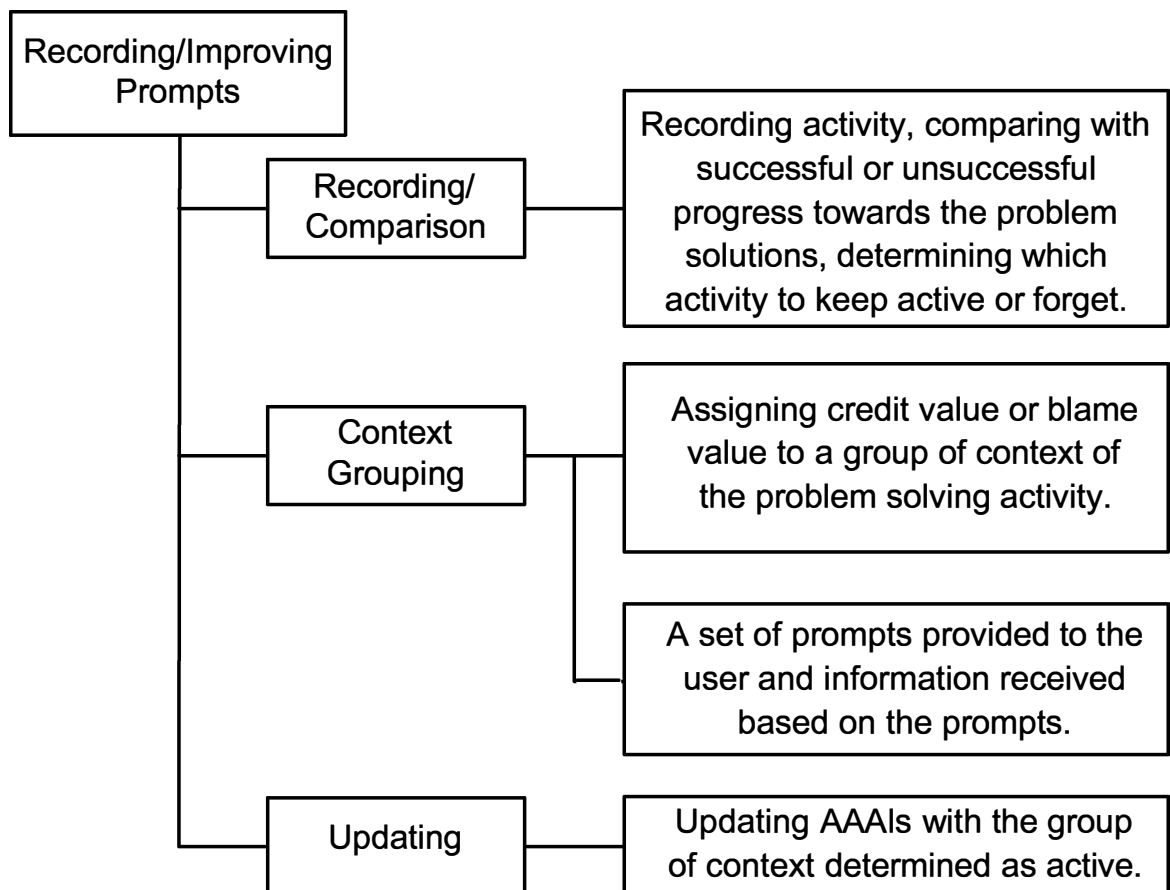 Recording/Improving
Prompts
Recording/
Comparison
Recording activity, comparing with
successful or unsuccessful
progress towards the problem
solutions, determining which
activity to keep active or forget.
Context
Grouping
Assigning credit value or blame
value to a group of context of
the problem solving activity.
A set of prompts provided to the
user and information received
based on the prompts.
Updating
Updating AAAIs with the group
of context determined as active.